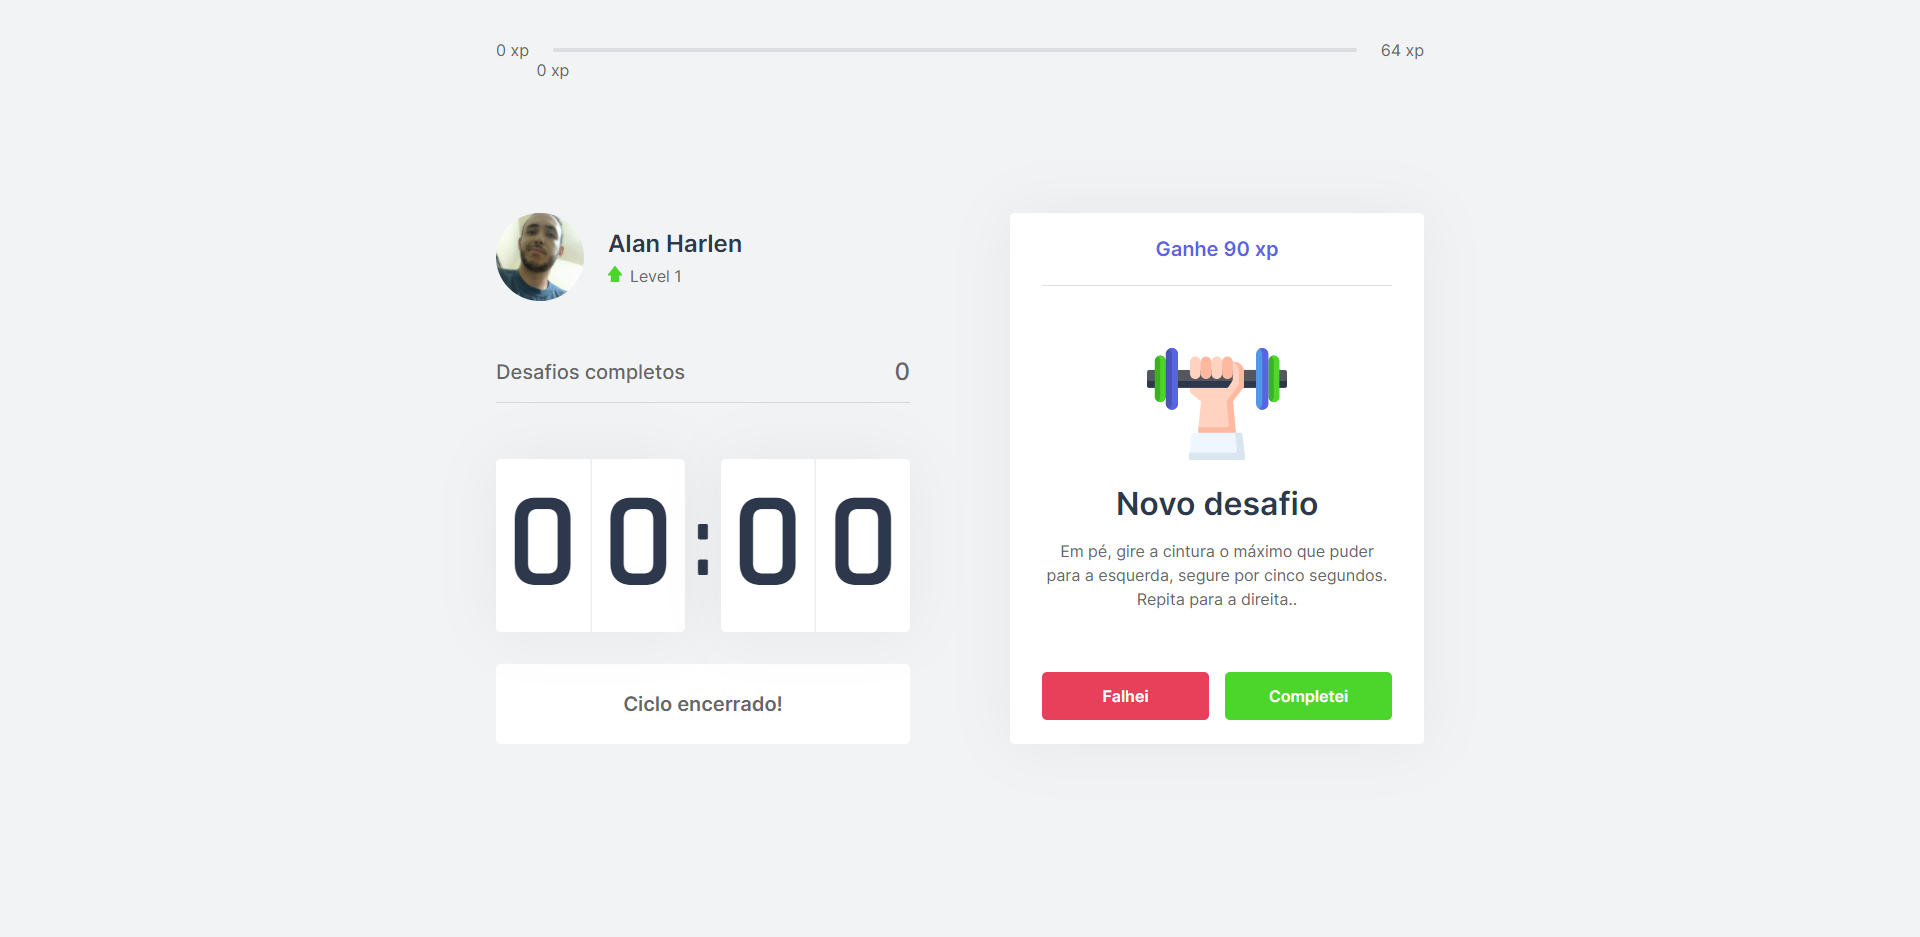 0 xp
64 xp
0 xp
Alan Harlen
Level 1
Desafios completos
0
00:00
Ciclo encerrado!
Ganhe 90 xp
Novo desafio
Em pé, gire a cintura o máximo que puder
para a esquerda, segure por cinco segundos.
Repita para a direita..
Falhei
Completei